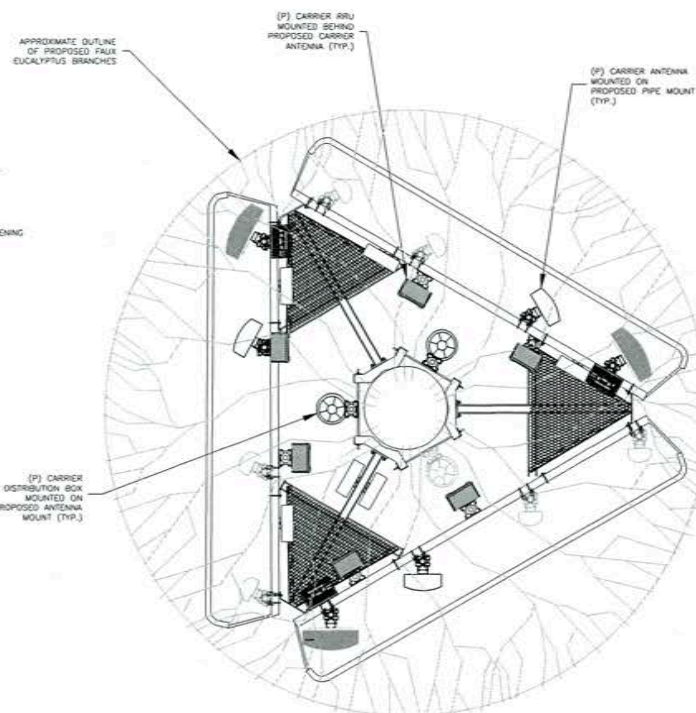 (P) CARRIER RRU
MOUNTED BEHIND
PROPOSED CARRIER
ANTENNA (TYP.)
APPROXIMATE OUTLINE
OF PROPOSED FAUX
EUCALYPTUS BRANCHES
(P) CARRIER ANTENNA
MOUNTED ON
PROPOSED PIPE MOUNT
(TYP.)
ENING
(P) CARRIER
DISTRIBUTION BOX
MOUNTED ON
ROPOSED ANTENNA
MOUNT (TYP.)